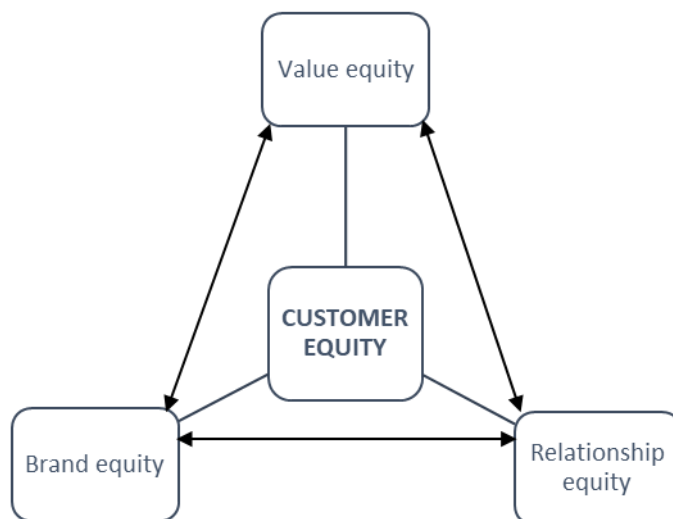 Value equity
CUSTOMER
EQUITY
Brand equity
Relationship
equity